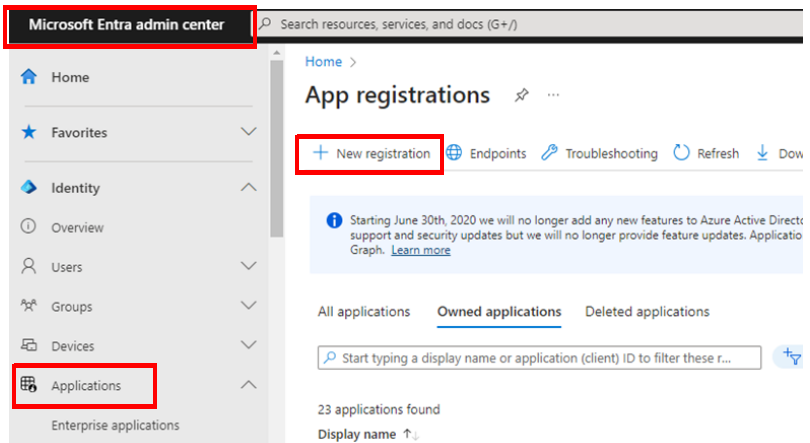 Microsoft Entra admin center
Search resources, services, and docs (G+/)
Home
Favorites
Identity
Overview
Users
Groups
Devices
Applications
Enterprise applications
Home >
App registrations
New registration
Endpoints
Troubleshooting
Refresh
Dow
Starting June 30th, 2020 we will no longer add any new features to Azure Active Directo
support and security updates but we will no longer provide feature updates. Applicatio
Graph. Learn more
All applications
Owned applications
Deleted applications
Start typing a display name or application (client) ID to filter these r...
23 applications found
Display name